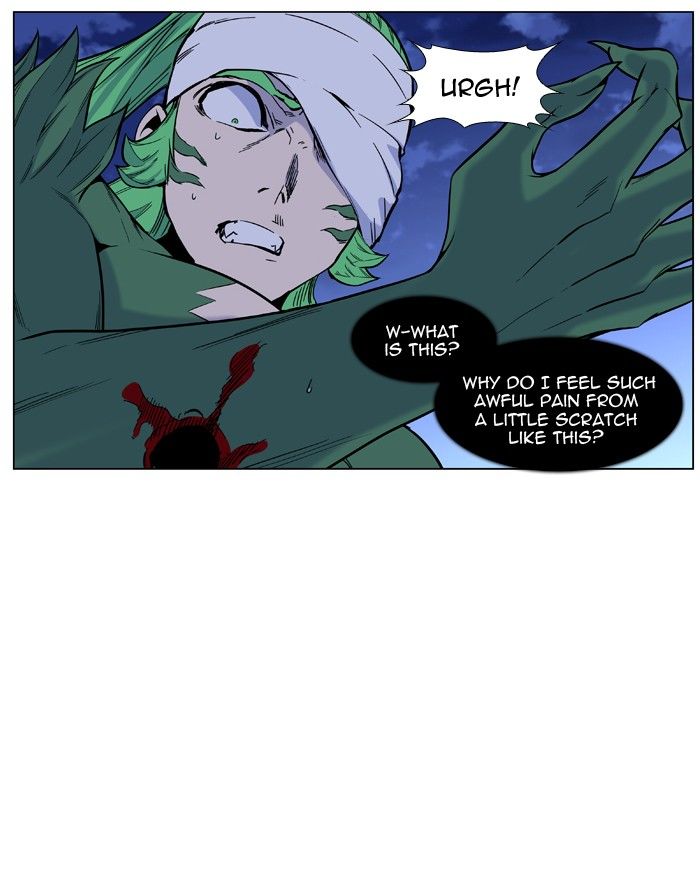 URGH!
W-WHAT
IS THIS?
WHY DO I FEEL SUCH
AWFUL PAIN FROM
A LITTLE SCRATCH
LIKE THIS?